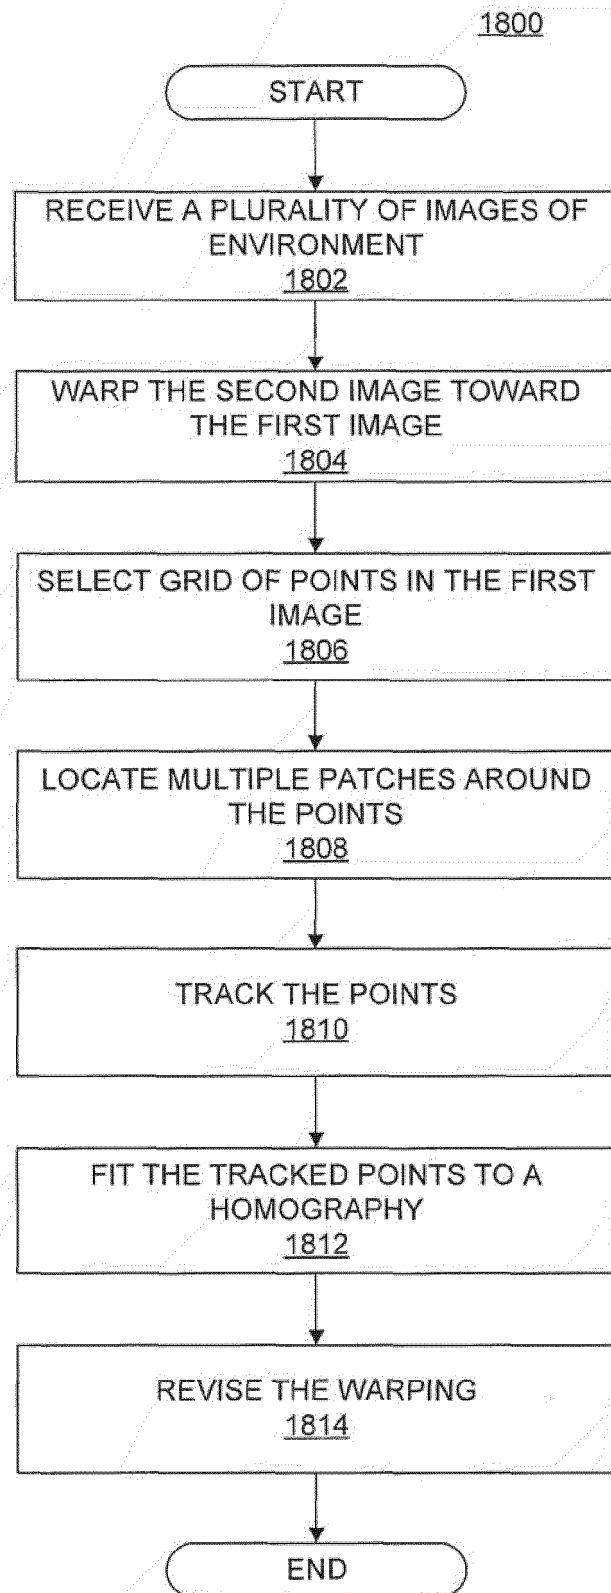 1800
START
RECEIVE A PLURALITY OF IMAGES OF
ENVIRONMENT
1802
WARP THE SECOND IMAGE TOWARD
THE FIRST IMAGE
1804
SELECT GRID OF POINTS IN THE FIRST
IMAGE
1806
LOCATE MULTIPLE PATCHES AROUND
THE POINTS
1808
TRACK THE POINTS
1810
FIT THE TRACKED POINTS TO A
HOMOGRAPHY
1812
REVISE THE WARPING
1814
END